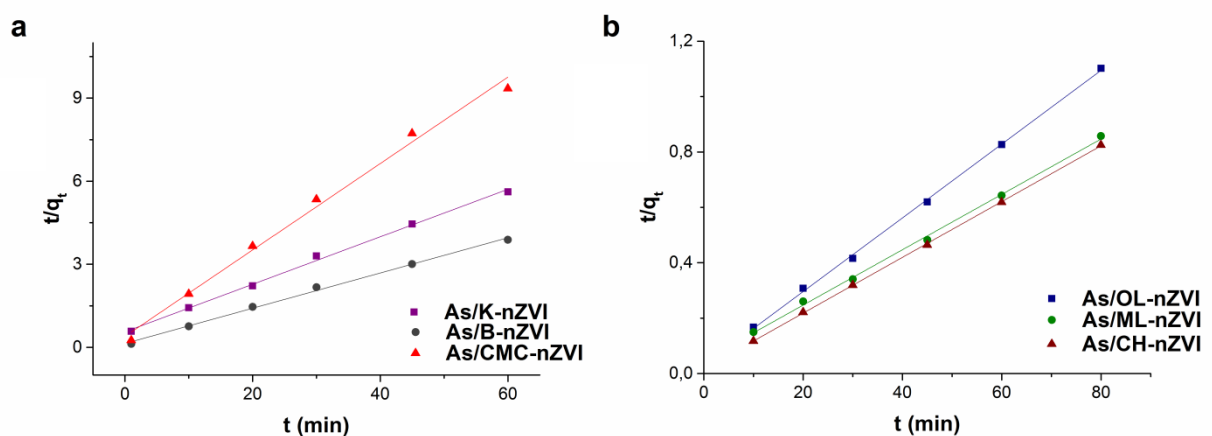 a
9
6
3
0
t/qt
0
20
40
60
t (min)
As/K-nZVI
As/B-nZVI
As/CMC-nZVI
b
1,2
0,8
0,4
0,0
t/qt
0
20
40
60
80
t (min)
As/OL-nZVI
As/ML-nZVI
As/CH-nZVI